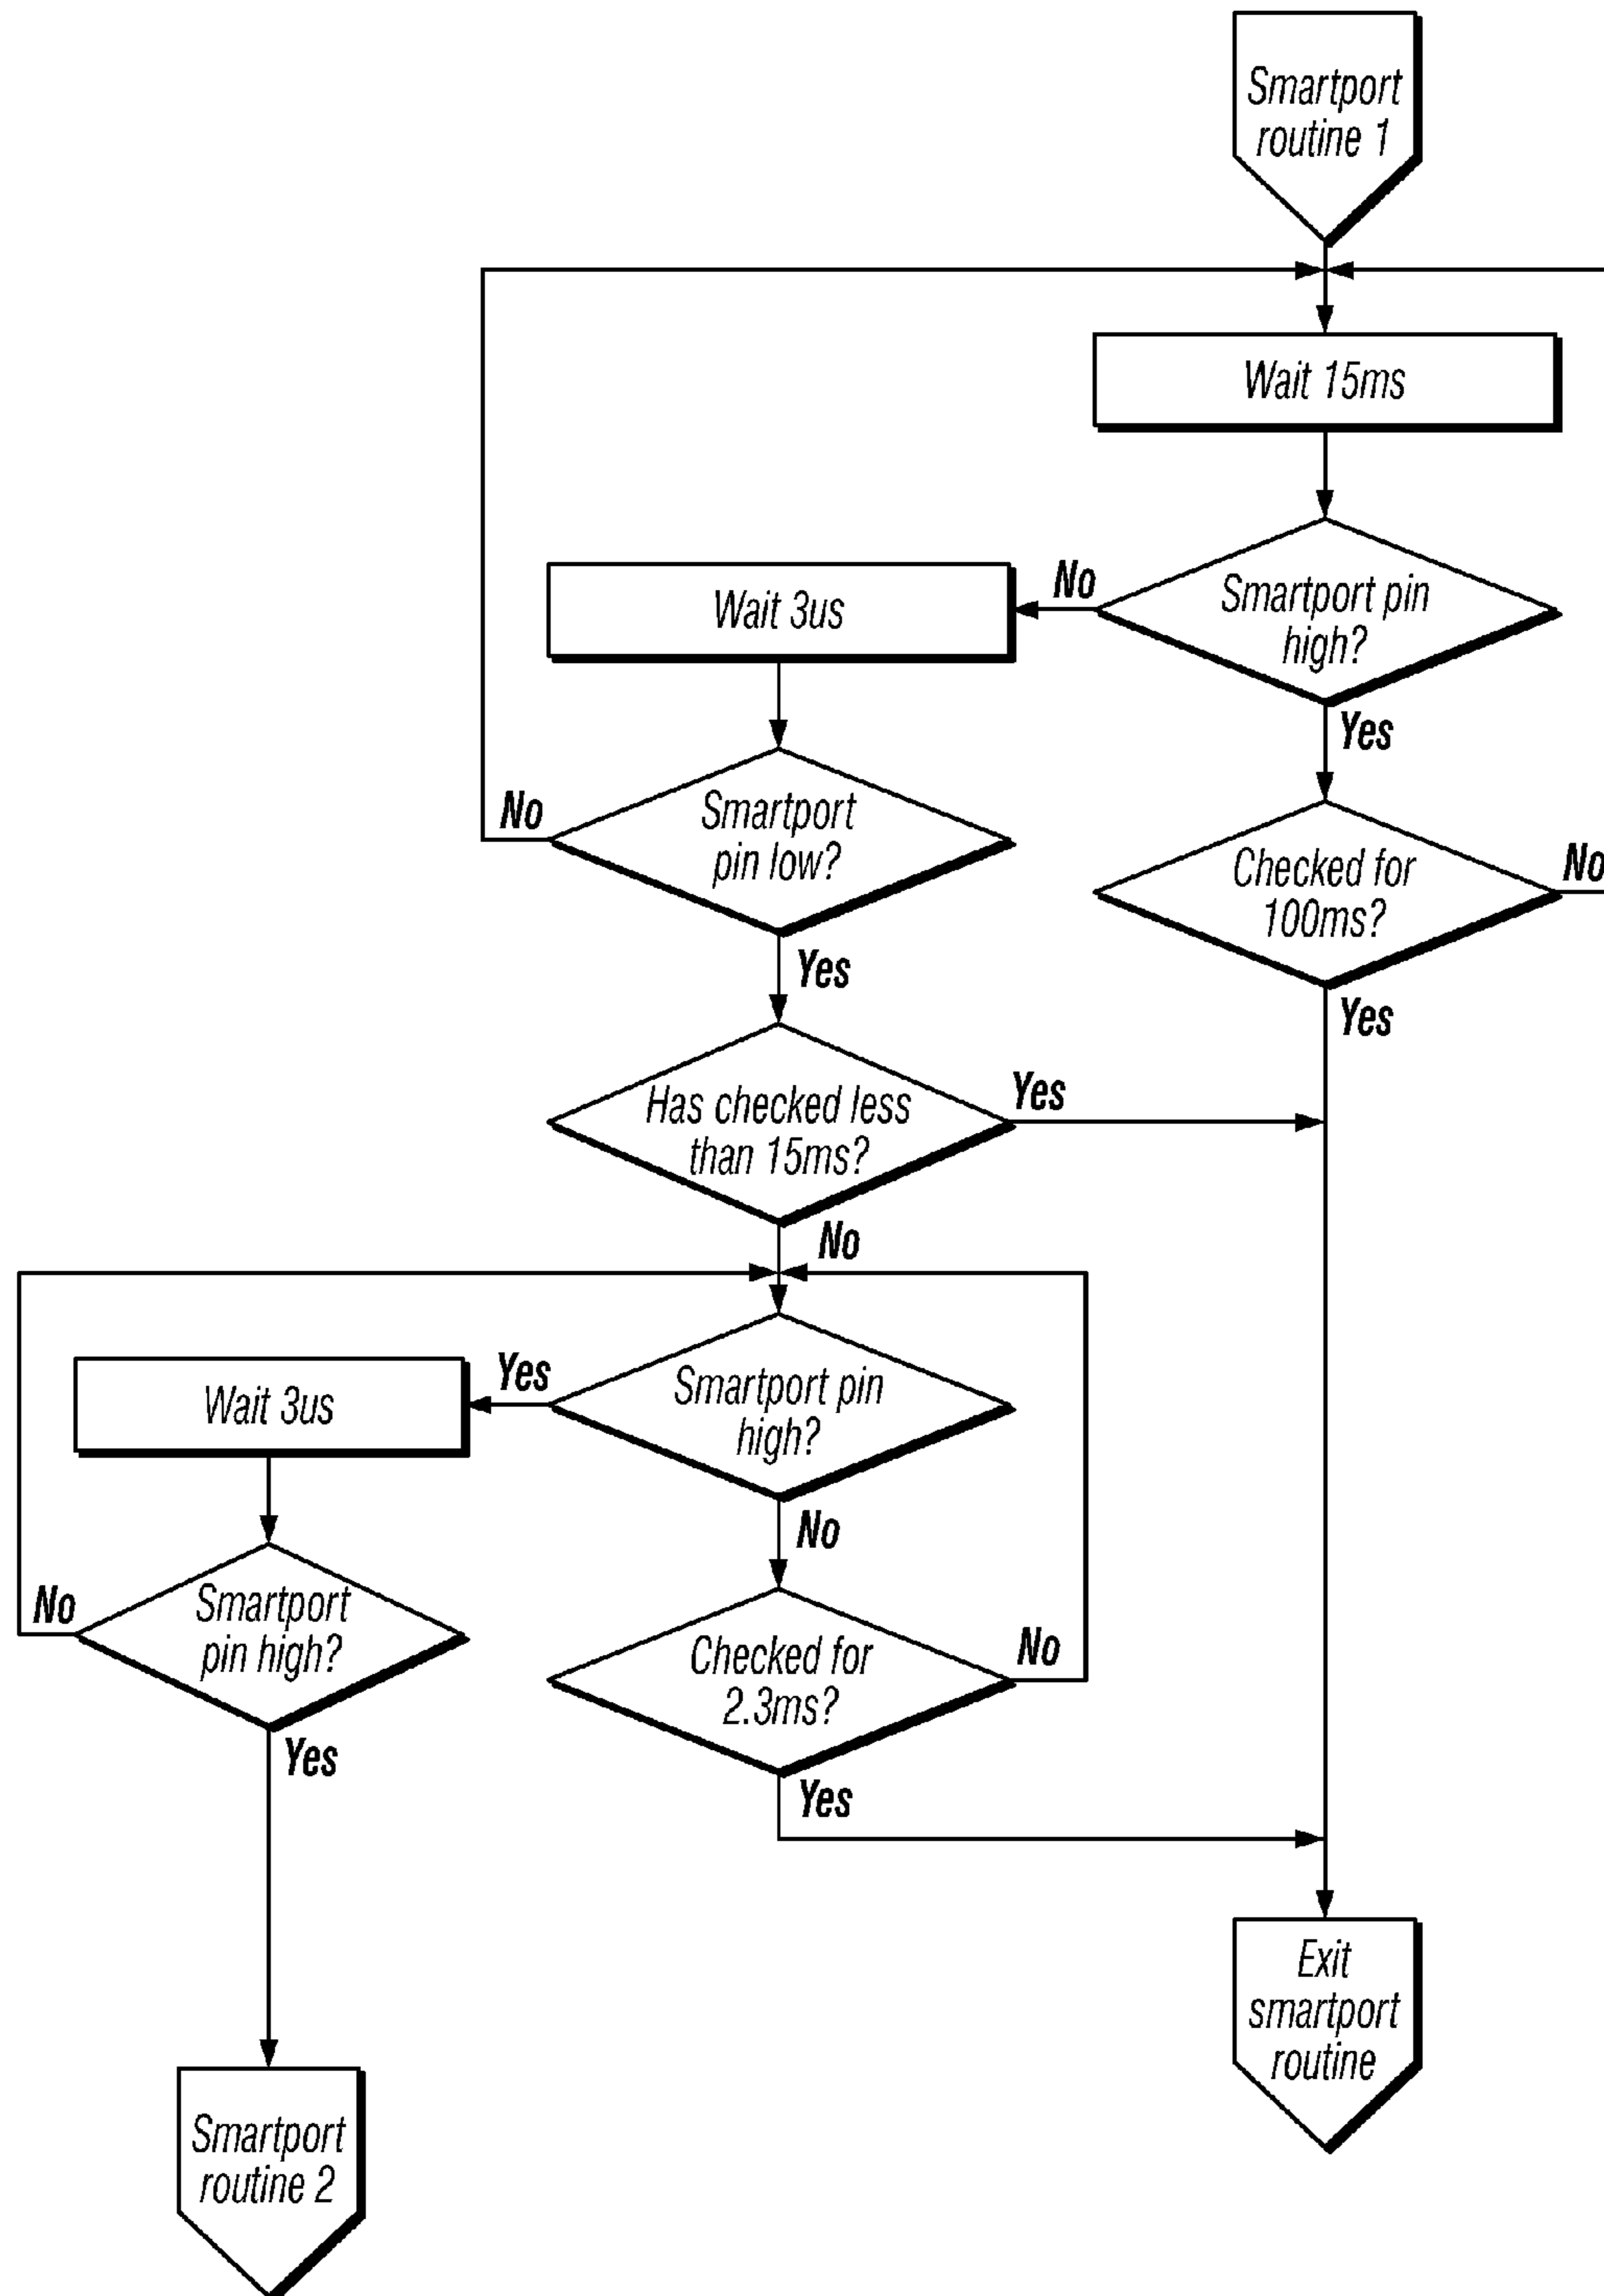 Smartport
routine 1
Wait 15ms
Smartport pin
high?
No
Wait 3us
Yes
Smartport
pin low?
No
Checked for
100ms?
No
Yes
Yes
Has checked less
than 15ms?
Yes
No
Smartport pin
high?
Yes
Wait 3us
No
Smartport
pin high?
No
Checked for
2.3ms?
No
Yes
Yes
Exit
smartport
routine
Smartport
routine 2